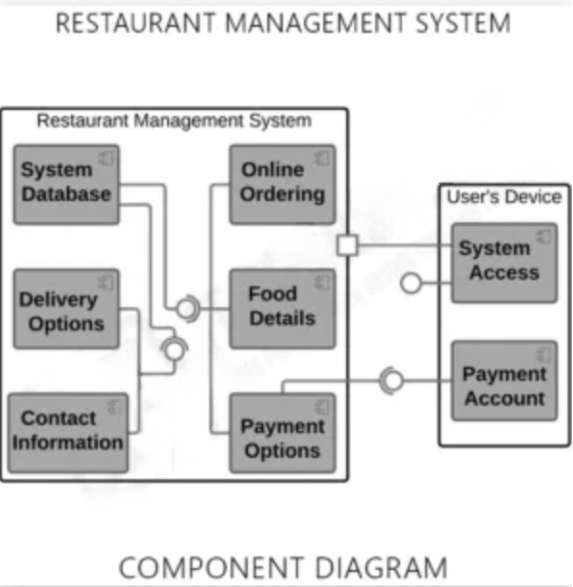 RESTAURANT MANAGEMENT SYSTEM
Restaurant Management System
System
Database
Online
Ordering
User's Device
System
Access
Delivery
Options
Food
Details
Payment
Account
Contact
Information
Payment
Options
COMPONENT DIAGRAM